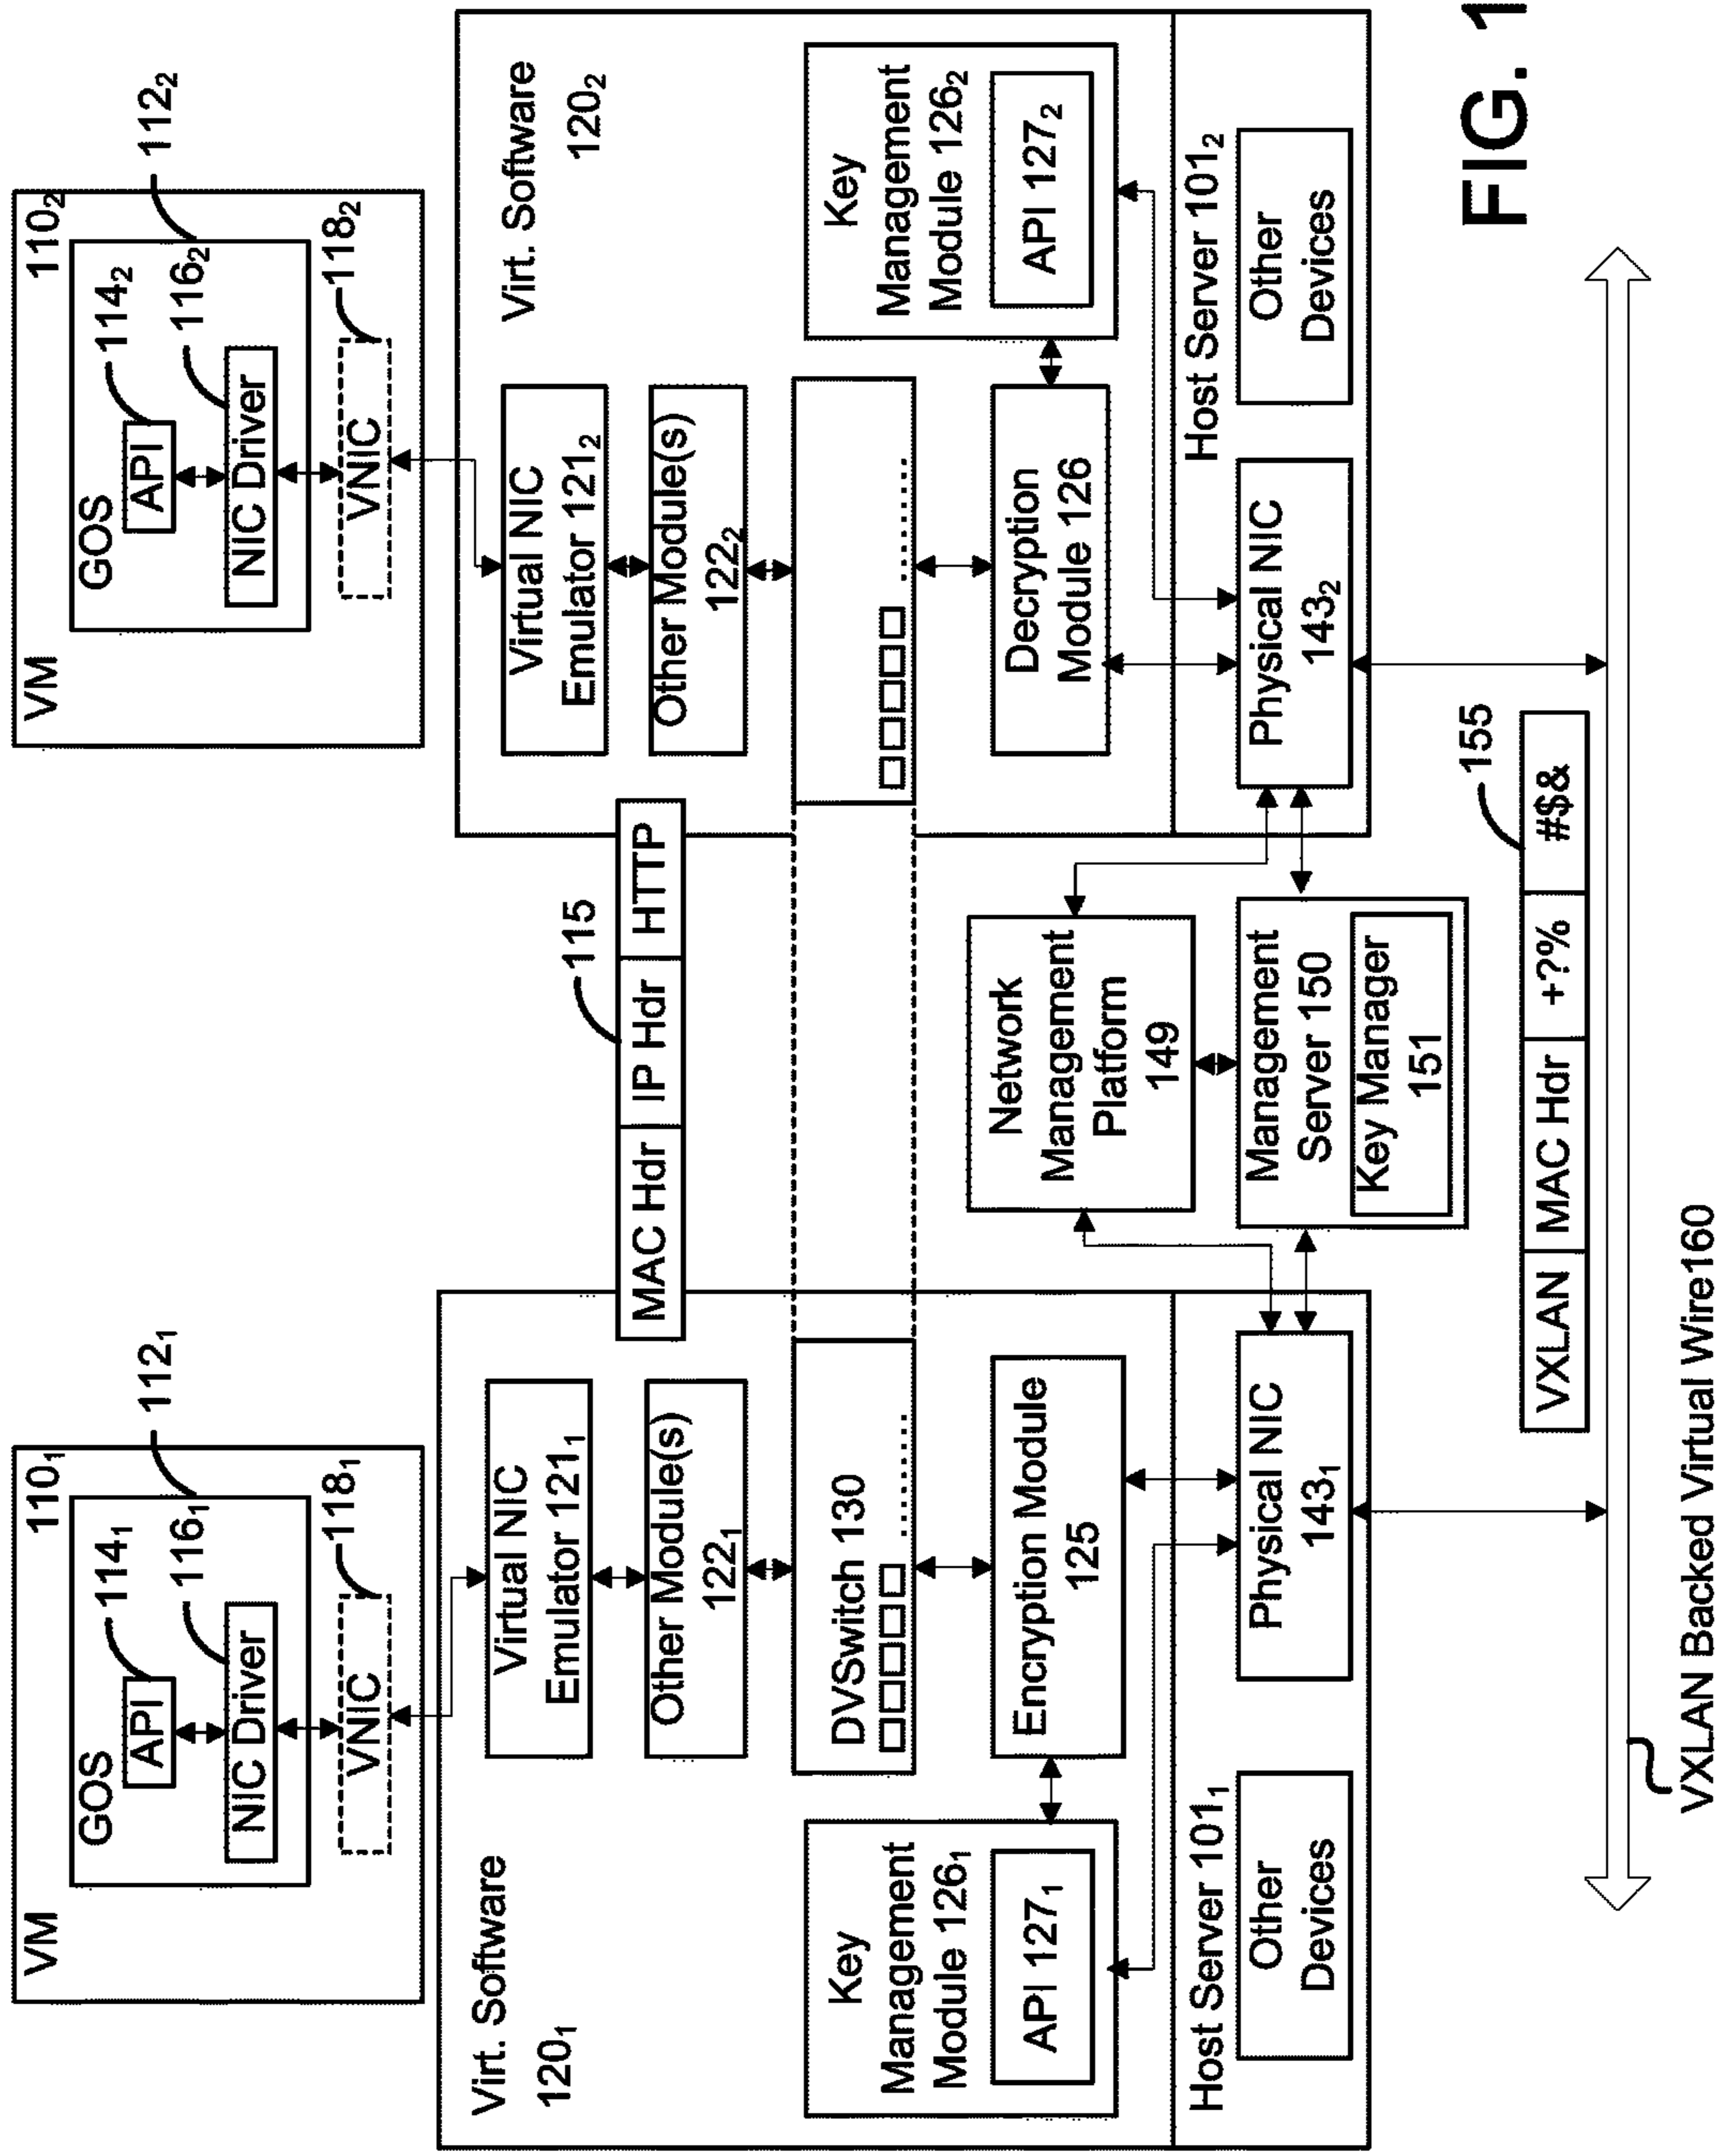 VM
110₁
GOS
112₁
API
114₁
NIC Driver
116₁
VNIC
118₁
Virt. Software
120₁
Virtual NIC
Emulator 121₁
Other Module(s)
122₁
DVSwitch 130
Key
Management
Module 126₁
API 127₁
Encryption Module
125
Host Server 101₁
Other
Devices
Physical NIC
143₁
115
MAC Hdr
IP Hdr
HTTP
Network
Management
Platform
149
Management
Server 150
Key Manager
151
VM
110₂
GOS
112₂
API
114₂
NIC Driver
116₂
VNIC
118₂
Virt. Software
120₂
Virtual NIC
Emulator 121₂
Other Module(s)
122₂
Decryption
Module 126
Key
Management
Module 126₂
API 127₂
Host Server 101₂
Physical NIC
143₂
Other
Devices
155
VXLAN
MAC Hdr
+?%
#$&
VXLAN Backed Virtual Wire160
FIG. 1